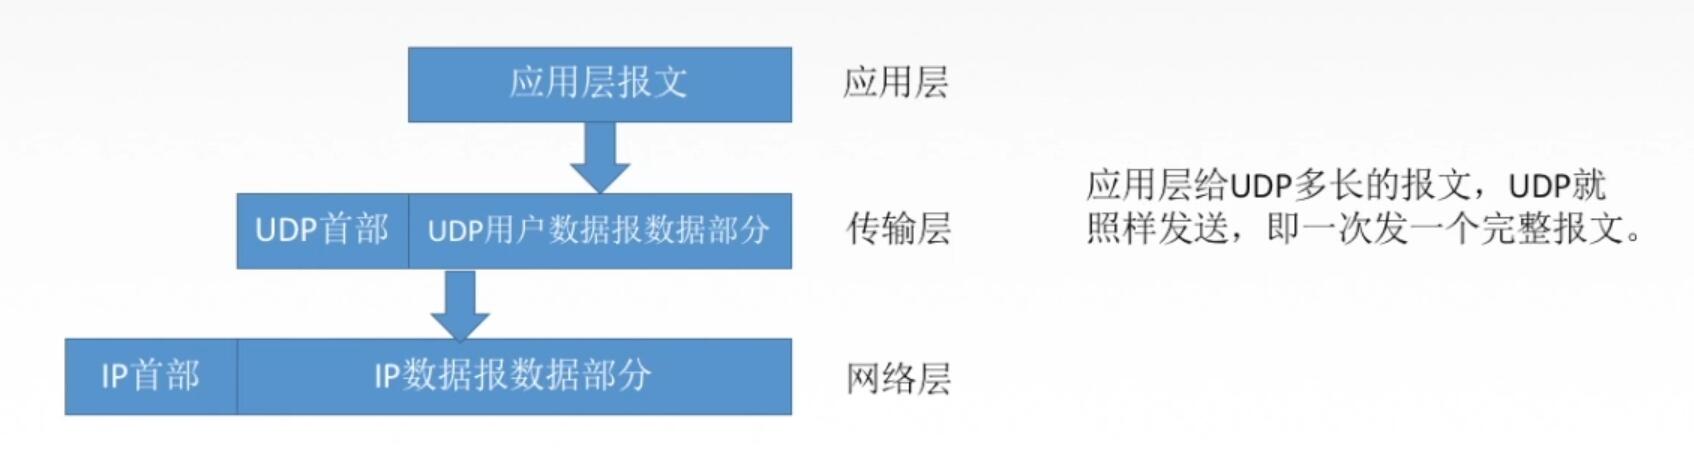 应用层报文 应用层
应用层给UDP多长的报文，UDP就
照样发送，即一次发一个完整报文。
UDP首部 UDP用户数据报数据部分 传输层
IP首部 IP数据报数据部分 网络层